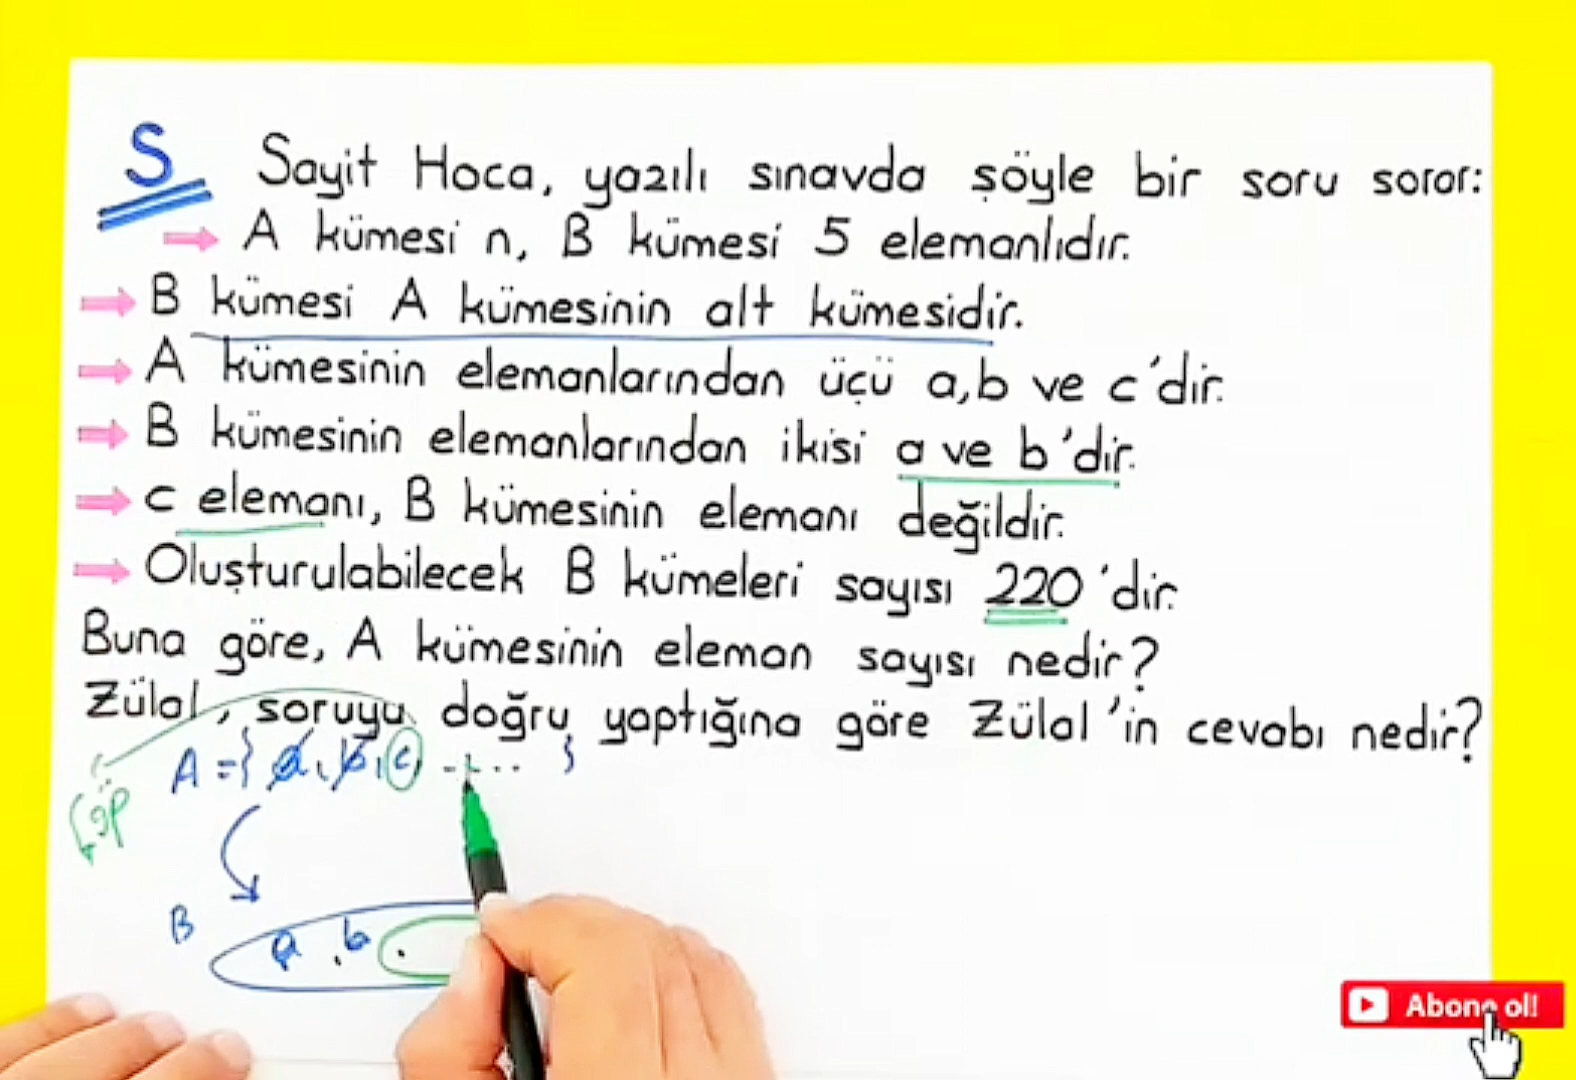 S Sayit Hoca, yazılı sınavda şöyle bir soru sorar:
A kümesi n, B kümesi 5 elemanlıdır.
B kümesi A kümesinin alt kümesidir.
A kümesinin elemanlarından üçü a,b ve c'dir.
B kümesinin elemanlarından ikisi a ve b'dir.
c elemanı, B kümesinin elemanı değildir.
Oluşturulabilecek B kümeleri sayısı 220'dir.
Buna göre, A kümesinin eleman sayısı nedir?
Zülal, soruyu doğru yaptığına göre Zülal'in cevabı nedir?
A = { a, b, c, ..... }
çöp
B
a . b .
Abone ol!